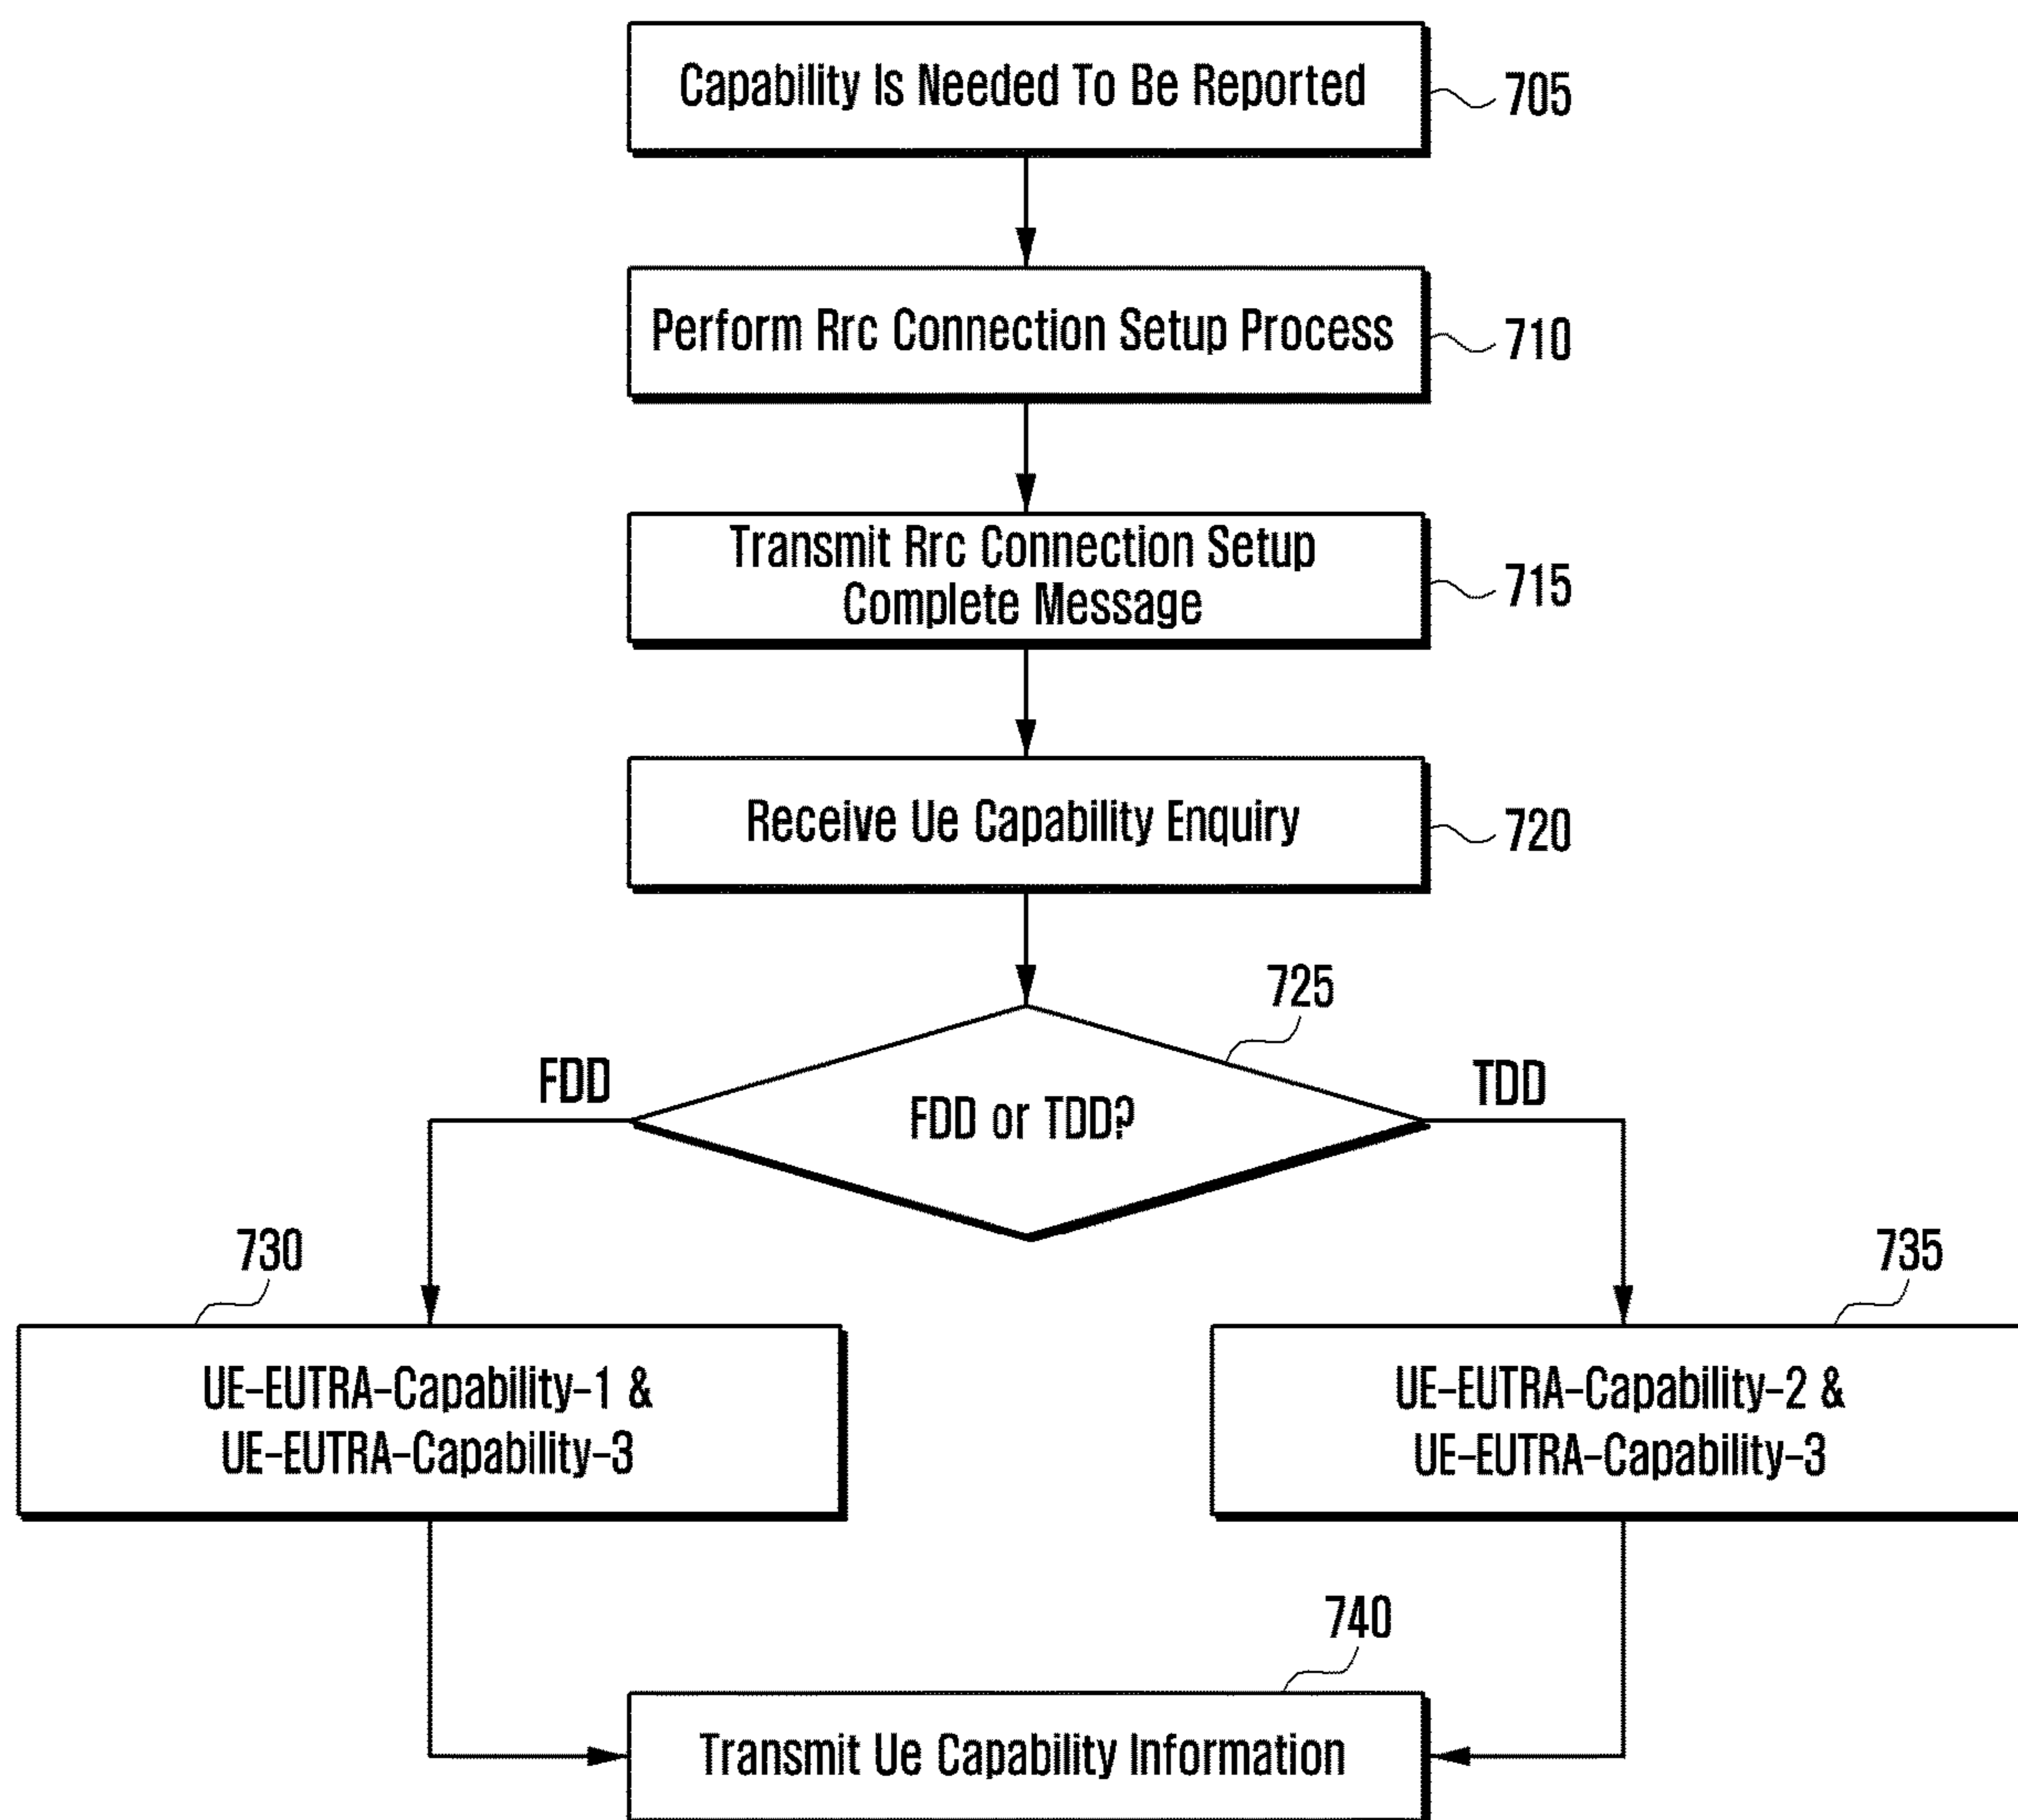 Capability Is Needed To Be Reported
705
Perform Rrc Connection Setup Process
710
Transmit Rrc Connection Setup
Complete Message
715
Receive Ue Capability Enquiry
720
725
FDD
FDD or TDD?
TDD
730
UE-EUTRA-Capability-1 &
UE-EUTRA-Capability-3
735
UE-EUTRA-Capability-2 &
UE-EUTRA-Capability-3
740
Transmit Ue Capability Information